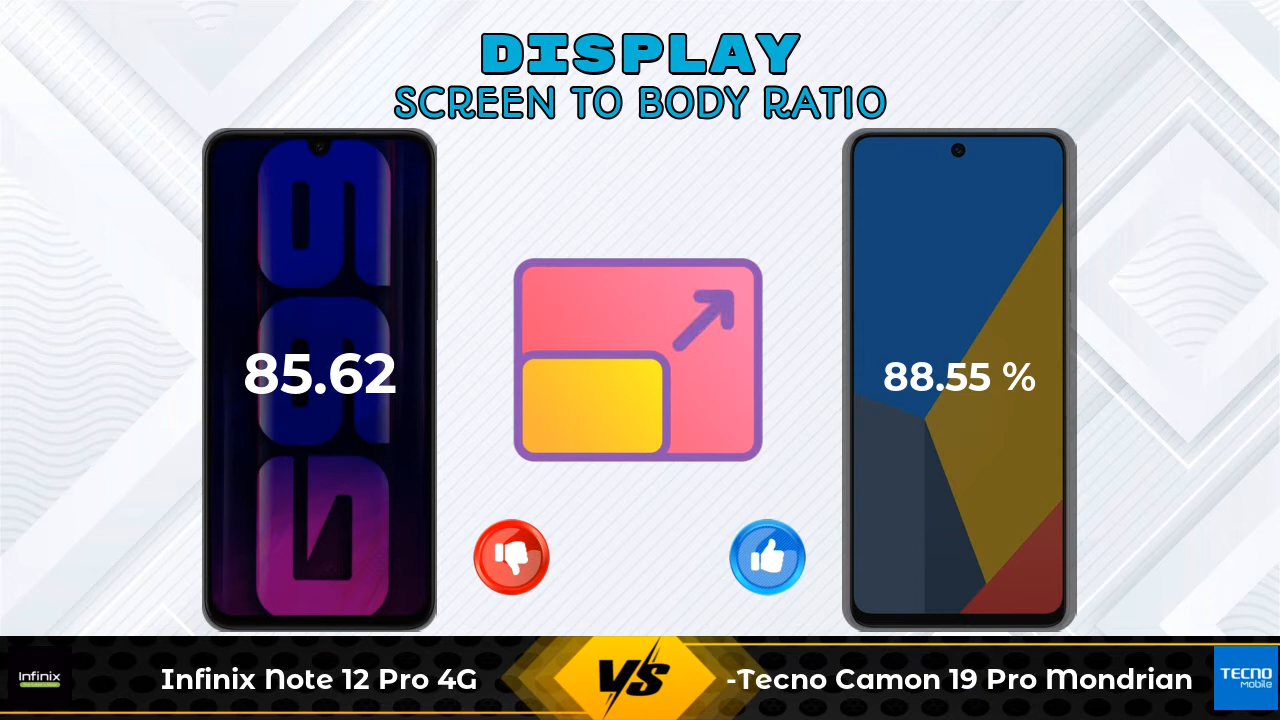 DISPLAY
SCREEN TO BODY RATIO
85.62
88.55 %
Infinix
Infinix Note 12 Pro 4G
VS
-Tecno Camon 19 Pro Mondrian
TECNO
mobile